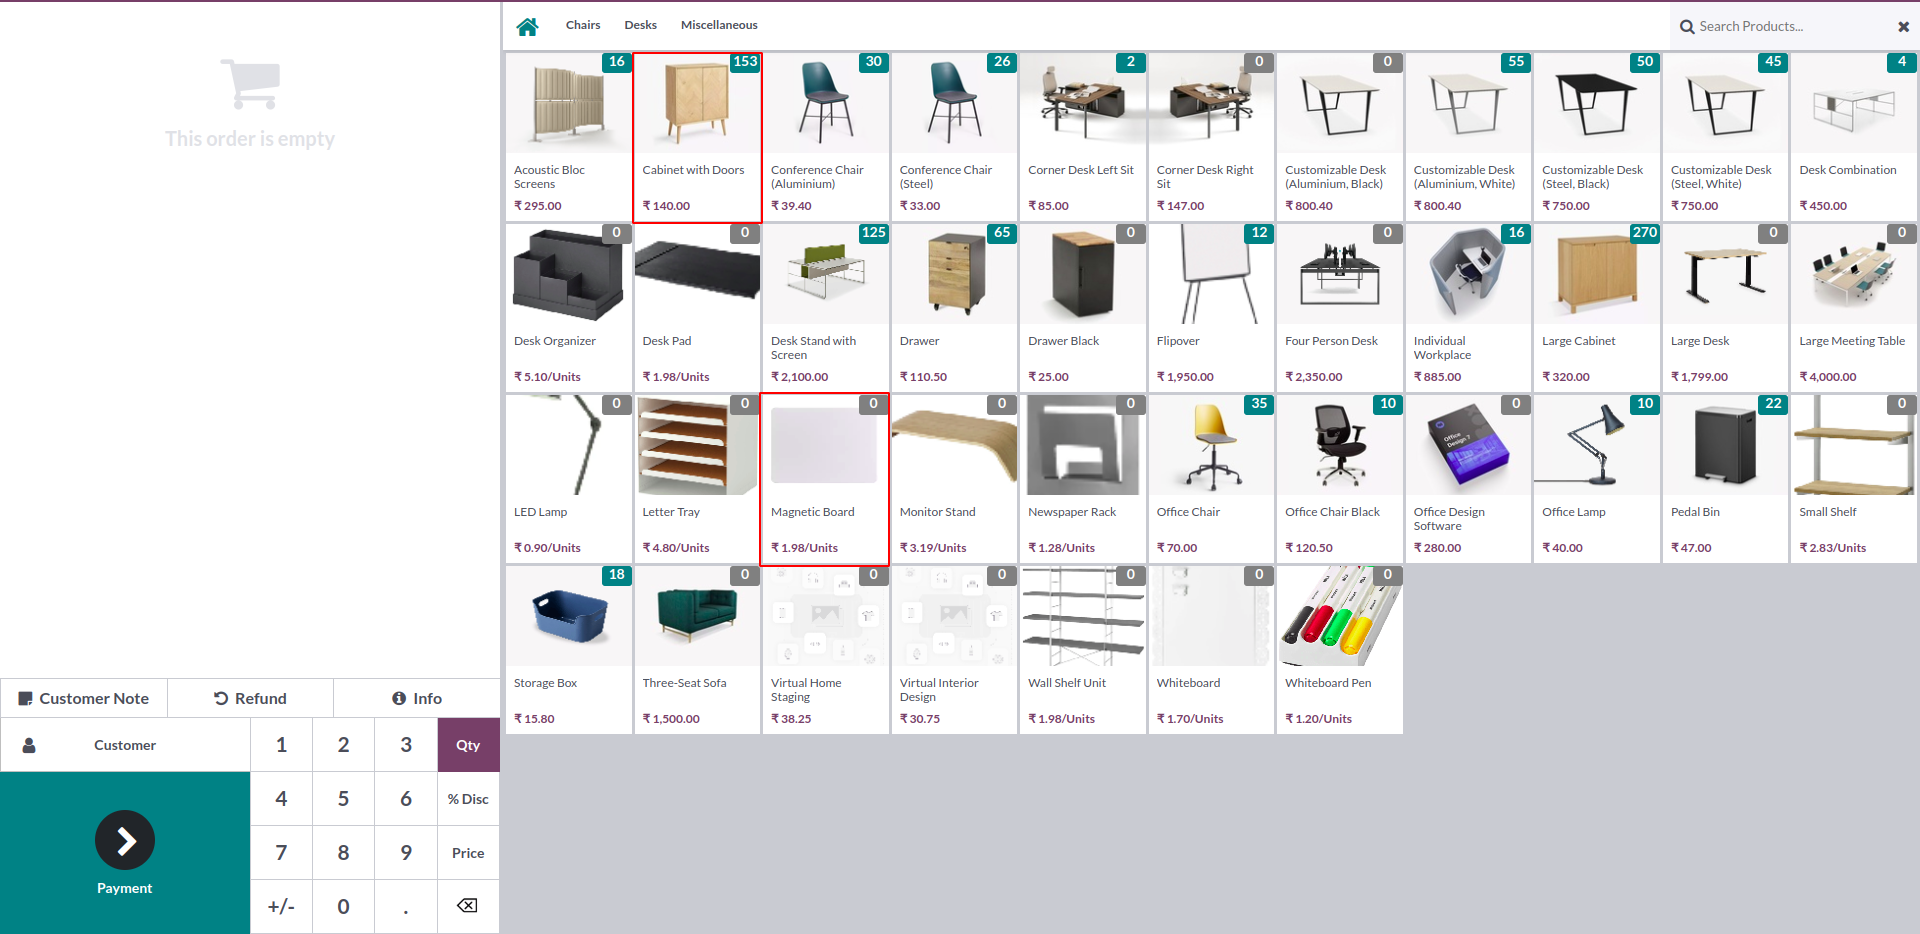 Chairs Desks Miscellaneous Search Products...
This order is empty
16 153 30 26 2 0 0 55 50 45 4
Acoustic Bloc Screens
₹ 295.00
Cabinet with Doors
₹ 140.00
Conference Chair (Aluminium)
₹ 39.40
Conference Chair (Steel)
₹ 33.00
Corner Desk Left Sit
₹ 85.00
Corner Desk Right Sit
₹ 147.00
Customizable Desk (Aluminium, Black)
₹ 800.40
Customizable Desk (Aluminium, White)
₹ 800.40
Customizable Desk (Steel, Black)
₹ 750.00
Customizable Desk (Steel, White)
₹ 750.00
Desk Combination
₹ 450.00
0 0 125 65 0 12 0 16 270 0 0
Desk Organizer
₹ 5.10/Units
Desk Pad
₹ 1.98/Units
Desk Stand with Screen
₹ 2,100.00
Drawer
₹ 110.50
Drawer Black
₹ 25.00
Flipover
₹ 1,950.00
Four Person Desk
₹ 2,350.00
Individual Workplace
₹ 885.00
Large Cabinet
₹ 320.00
Large Desk
₹ 1,799.00
Large Meeting Table
₹ 4,000.00
0 0 0 0 0 35 10 0 10 22 0
Office Design 7
LED Lamp
₹ 0.90/Units
Letter Tray
₹ 4.80/Units
Magnetic Board
₹ 1.98/Units
Monitor Stand
₹ 3.19/Units
Newspaper Rack
₹ 1.28/Units
Office Chair
₹ 70.00
Office Chair Black
₹ 120.50
Office Design Software
₹ 280.00
Office Lamp
₹ 40.00
Pedal Bin
₹ 47.00
Small Shelf
₹ 2.83/Units
18 0 0 0 0 0 0
Storage Box
₹ 15.80
Three-Seat Sofa
₹ 1,500.00
Virtual Home Staging
₹ 38.25
Virtual Interior Design
₹ 30.75
Wall Shelf Unit
₹ 1.98/Units
Whiteboard
₹ 1.70/Units
Whiteboard Pen
₹ 1.20/Units
Customer Note Refund Info
Customer 1 2 3 Qty
4 5 6 % Disc
7 8 9 Price
Payment
+/- 0 .